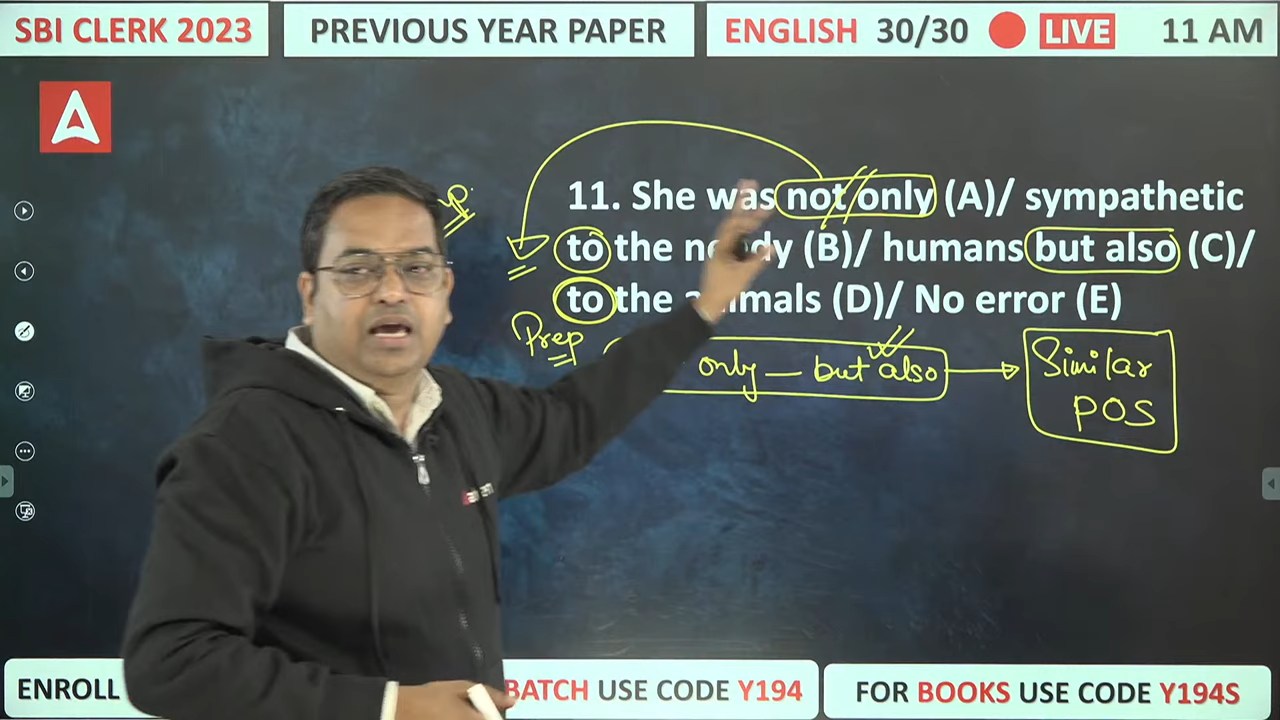 SBI CLERK 2023
PREVIOUS YEAR PAPER
ENGLISH 30/30 LIVE 11 AM
11. She was not only (A)/ sympathetic
to the needy (B)/ humans but also (C)/
to the animals (D)/ No error (E)
Prep
only — but also
Similar
POS
ENROLL
BATCH USE CODE Y194
FOR BOOKS USE CODE Y194S